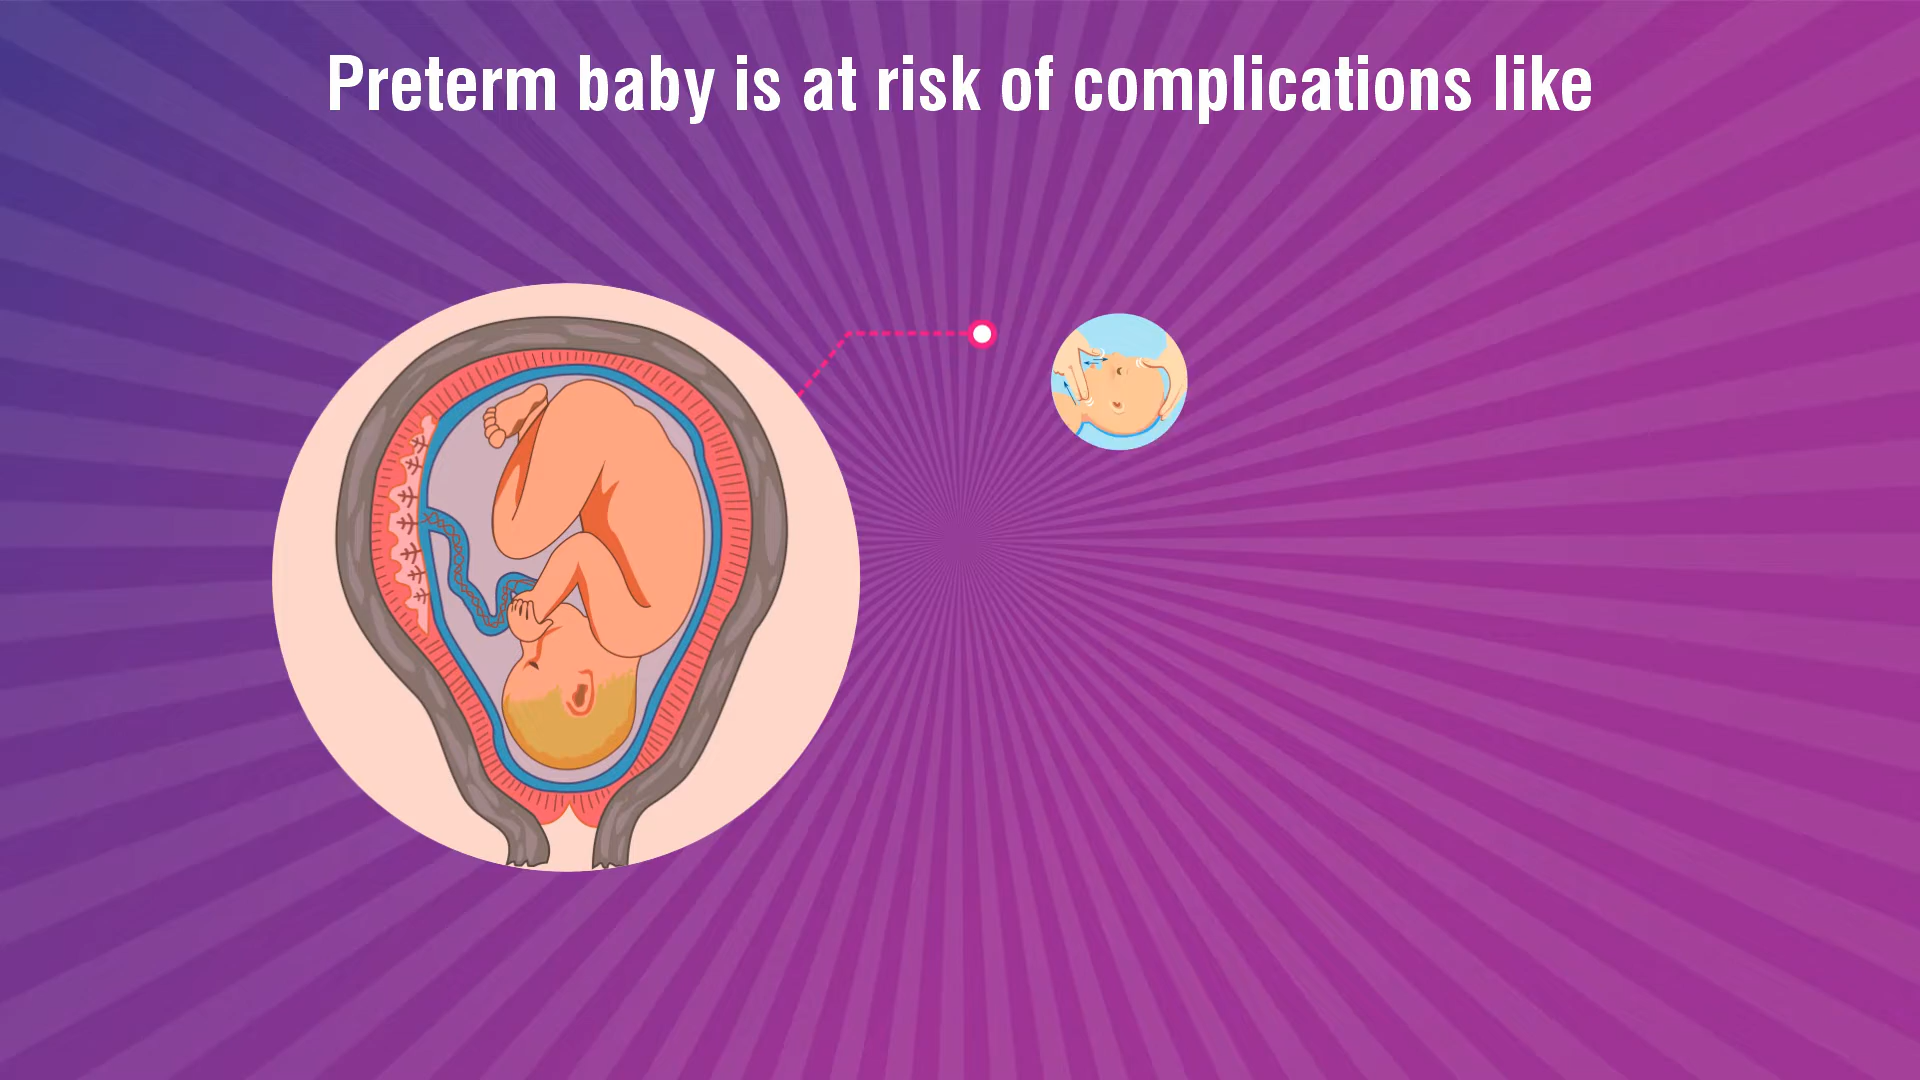 Preterm baby is at risk of complications like